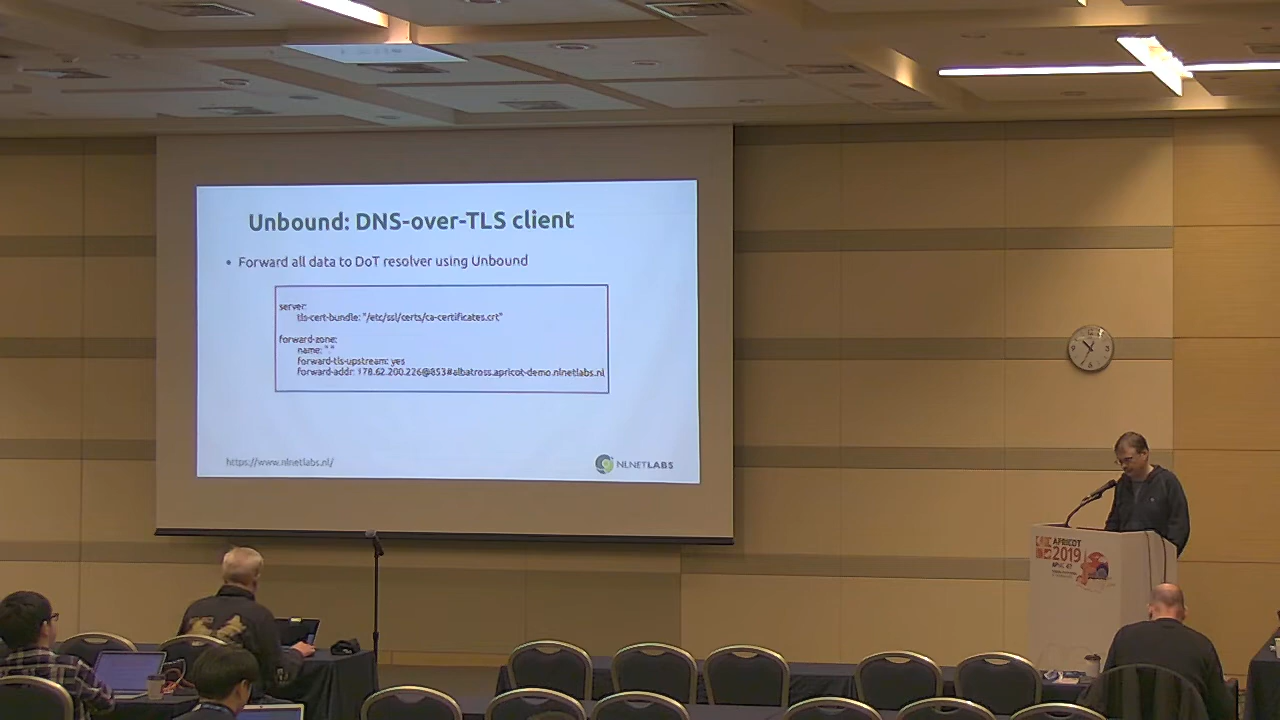 Unbound: DNS-over-TLS client
• Forward all data to DoT resolver using Unbound
server:
tls-cert-bundle: "/etc/ssl/certs/ca-certificates.crt"
forward-zone:
name: "."
forward-tls-upstream: yes
forward-addr: 178.62.200.226@853#albatross.apricot-demo.nlnetlabs.nl
https://www.nlnetlabs.nl/
NLNETLABS
APRICOT
2019